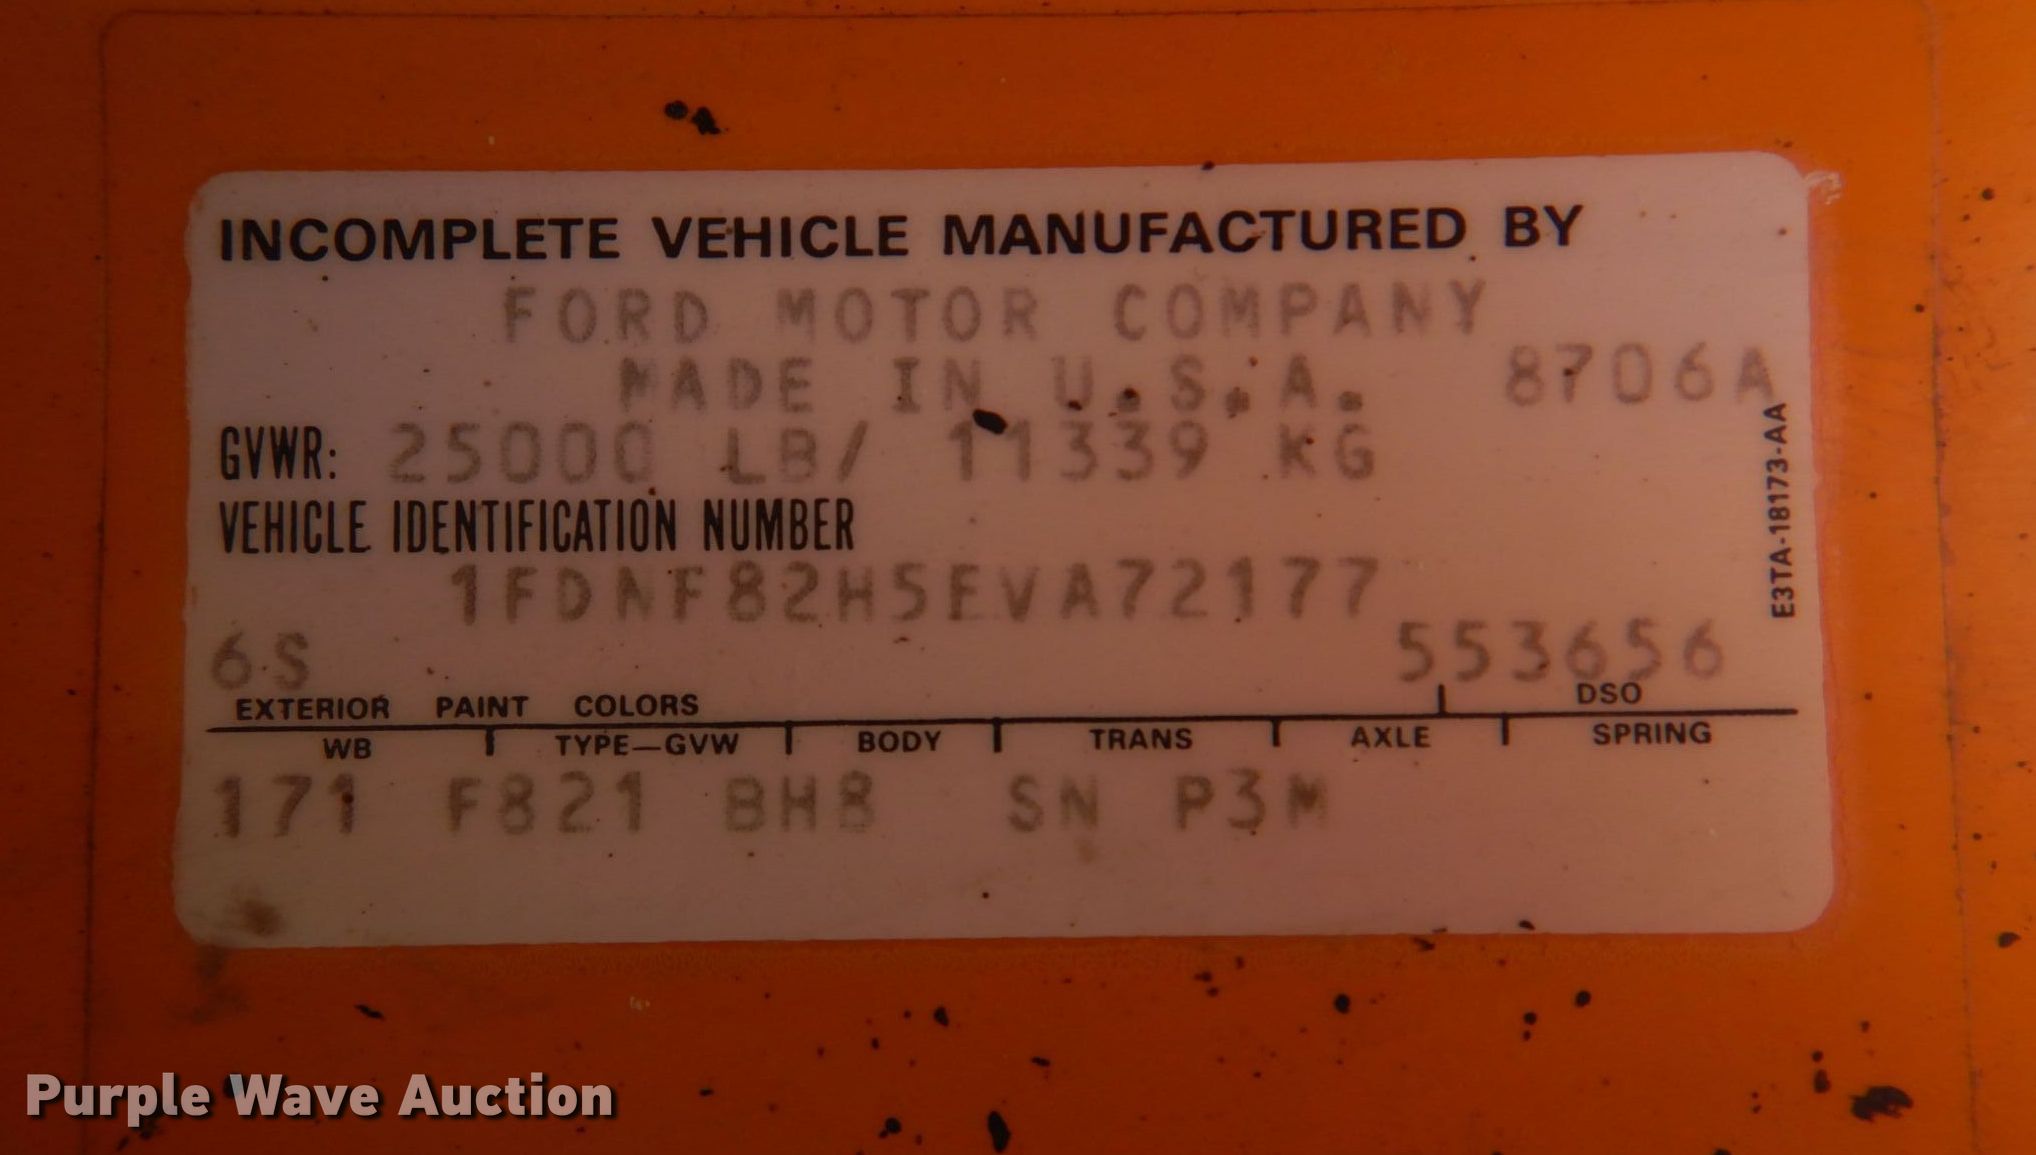 INCOMPLETE VEHICLE MANUFACTURED BY
FORD MOTOR COMPANY
MADE IN U.S.A. 8706A
GVWR: 25000 LB/ 11339 KG
VEHICLE IDENTIFICATION NUMBER
1FDNF82H5EVA72177
E3TA-18173-AA
6S 553656
EXTERIOR PAINT COLORS DSO
WB TYPE—GVW BODY TRANS AXLE SPRING
171 F821 BH8 SN P3M
Purple Wave Auction